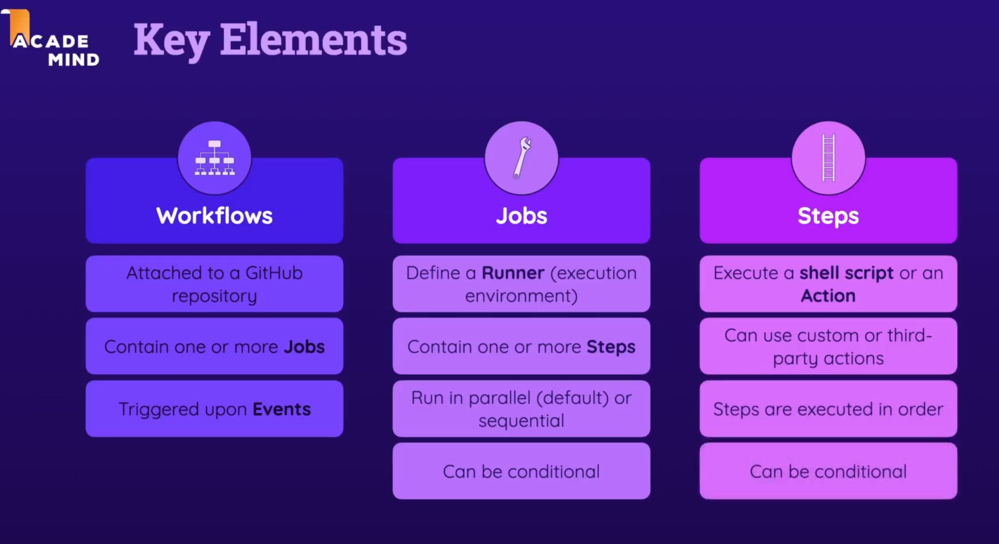 ACADE
MIND
Key Elements
Workflows
Attached to a GitHub
repository
Contain one or more Jobs
Triggered upon Events
Jobs
Define a Runner (execution
environment)
Contain one or more Steps
Run in parallel (default) or
sequential
Can be conditional
Steps
Execute a shell script or an
Action
Can use custom or third-
party actions
Steps are executed in order
Can be conditional